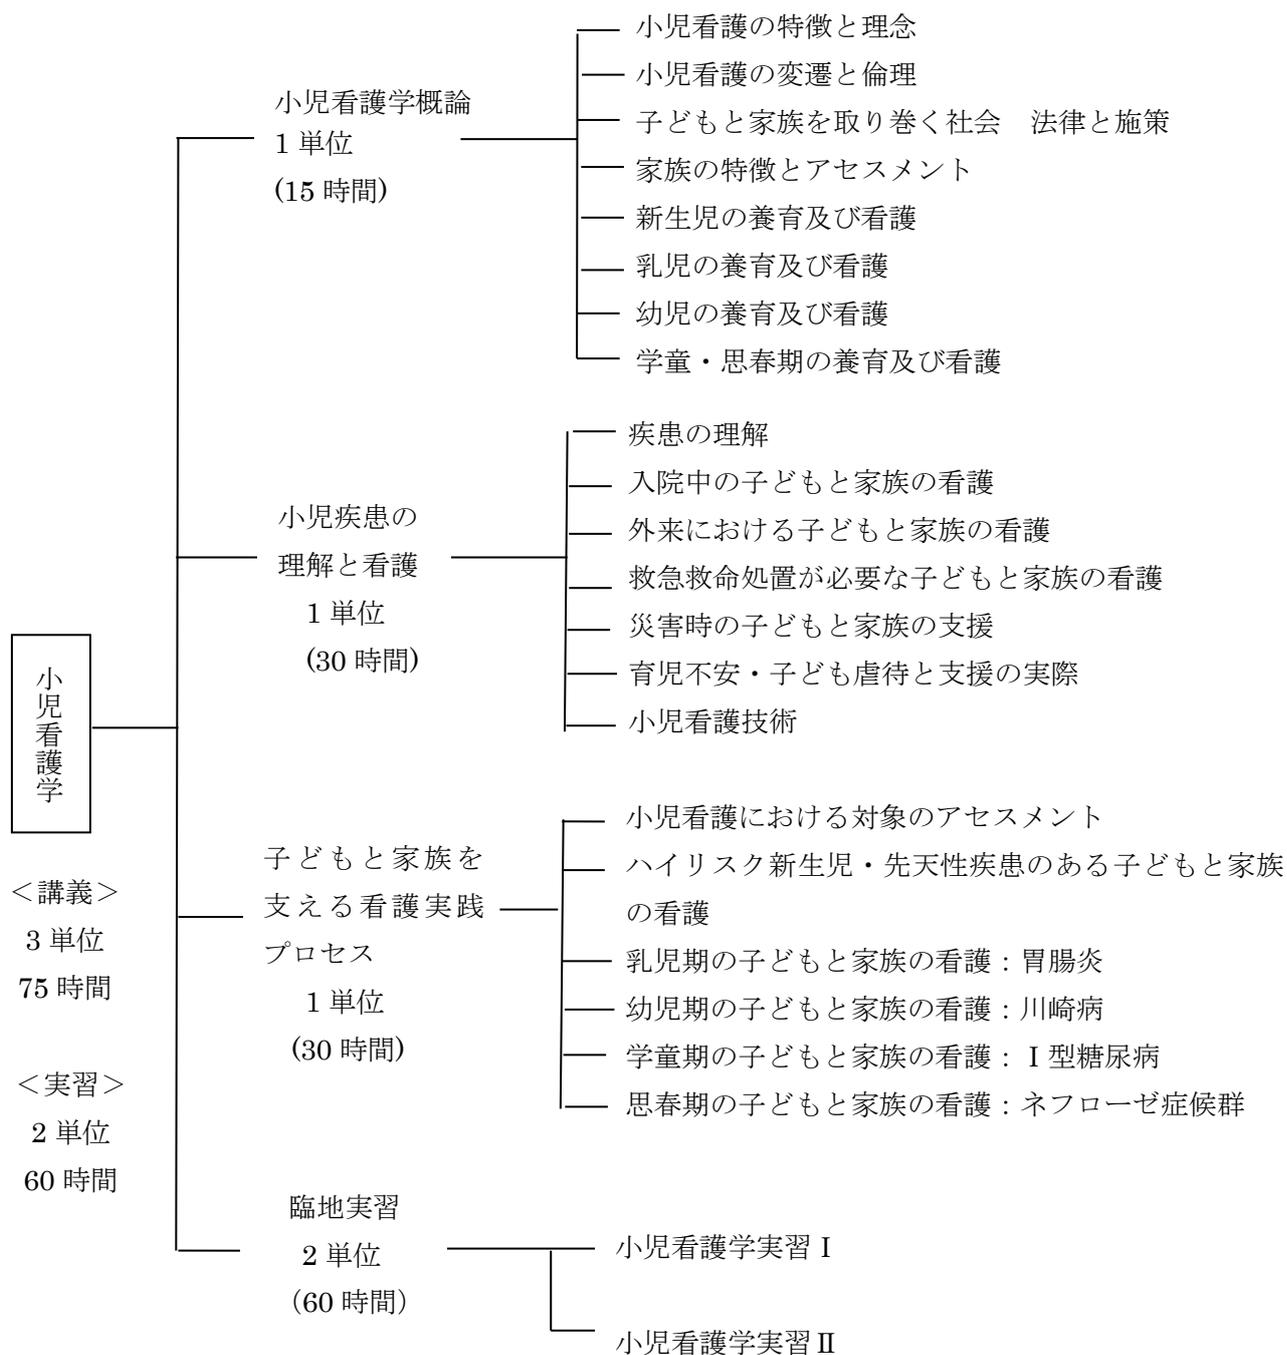 小児看護学
＜講義＞
3 単位
75 時間
＜実習＞
2 単位
60 時間
小児看護学概論
1 単位
(15 時間)
小児看護の特徴と理念
小児看護の変遷と倫理
子どもと家族を取り巻く社会　法律と施策
家族の特徴とアセスメント
新生児の養育及び看護
乳児の養育及び看護
幼児の養育及び看護
学童・思春期の養育及び看護
小児疾患の
理解と看護
1 単位
(30 時間)
疾患の理解
入院中の子どもと家族の看護
外来における子どもと家族の看護
救急救命処置が必要な子どもと家族の看護
災害時の子どもと家族の支援
育児不安・子ども虐待と支援の実際
小児看護技術
子どもと家族を
支える看護実践
プロセス
1 単位
(30 時間)
小児看護における対象のアセスメント
ハイリスク新生児・先天性疾患のある子どもと家族
の看護
乳児期の子どもと家族の看護：胃腸炎
幼児期の子どもと家族の看護：川崎病
学童期の子どもと家族の看護：Ⅰ型糖尿病
思春期の子どもと家族の看護：ネフローゼ症候群
臨地実習
2 単位
（60 時間）
小児看護学実習Ⅰ
小児看護学実習Ⅱ